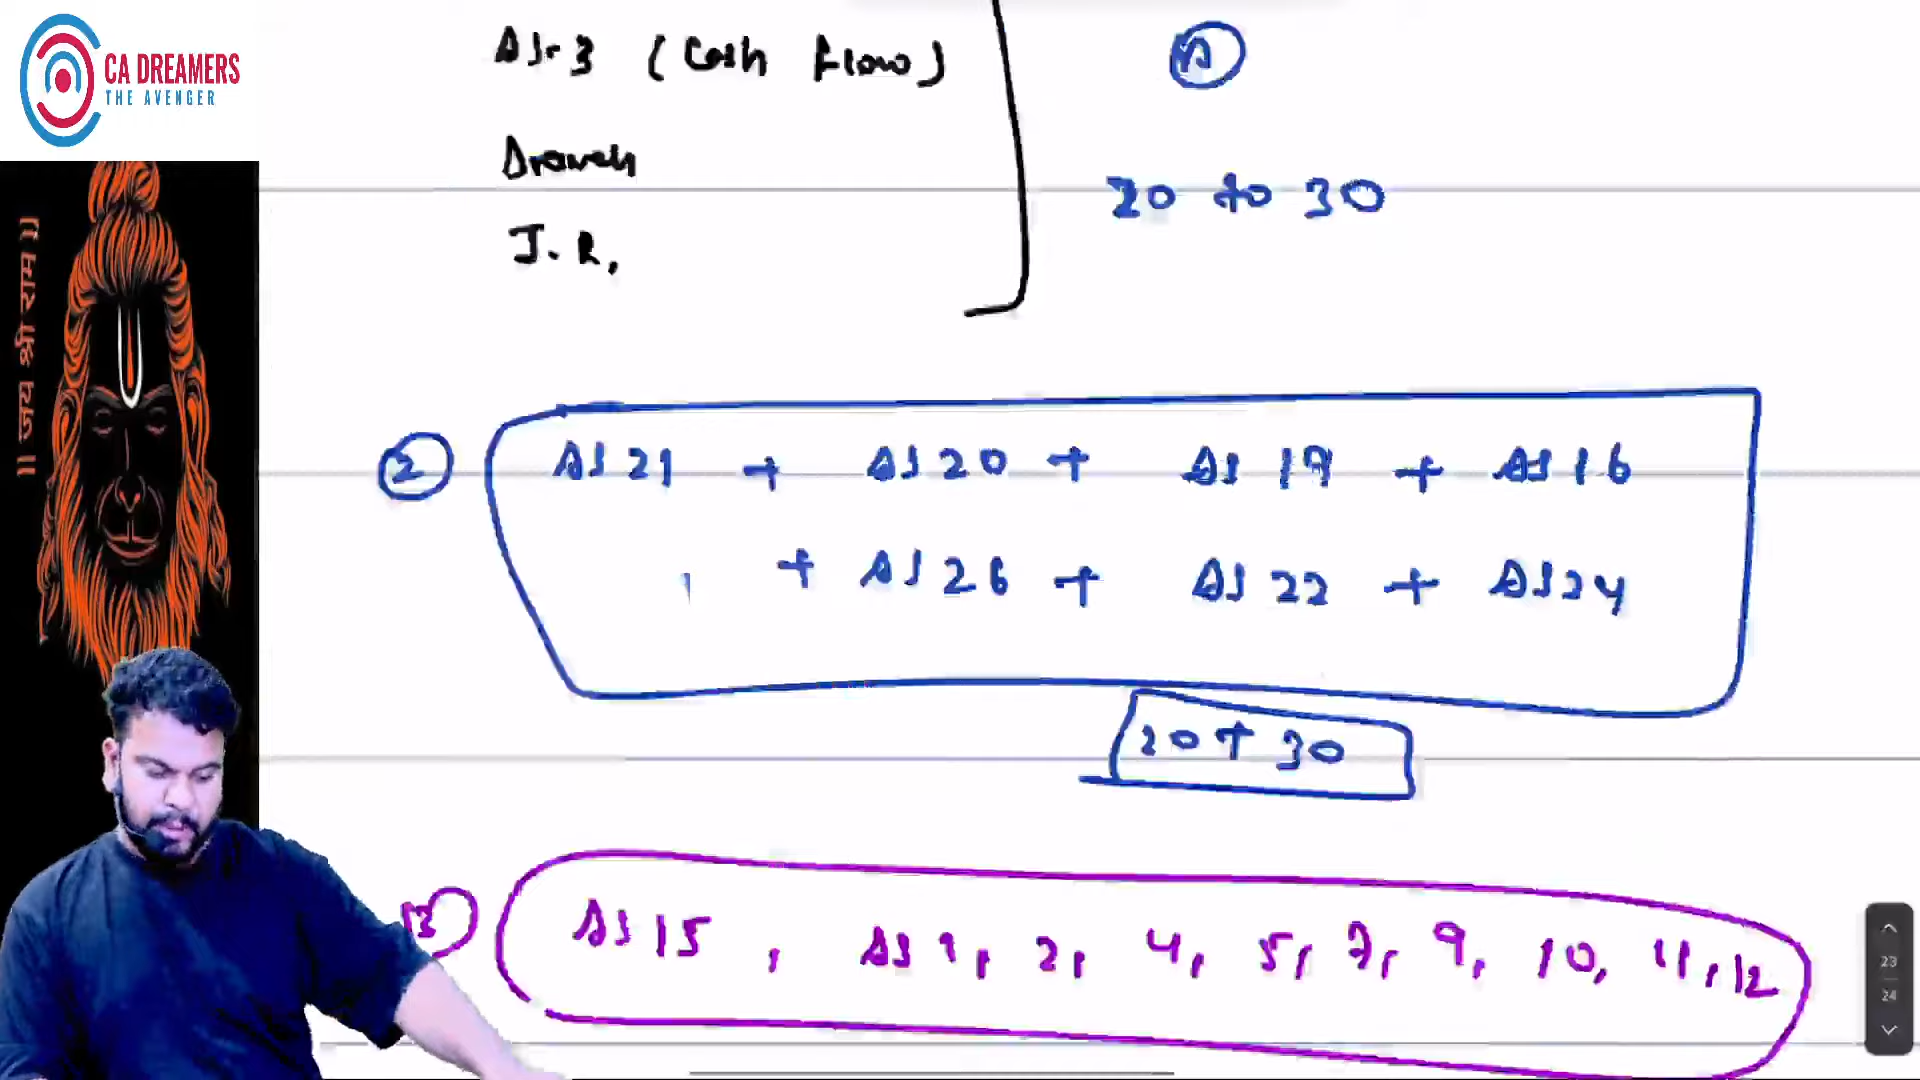 CA DREAMERS
THE AVENGER
॥ जय श्री राम ॥
AS-3 (Cash flow)
Branch
I.R.
20 to 30
2
AS 21 + AS 20 + AS 19 + AS 16
+ AS 26 + AS 22 + AS 24
20 + 30
3
AS 15, AS 1, 2, 4, 5, 7, 9, 10, 11, 12
23
24